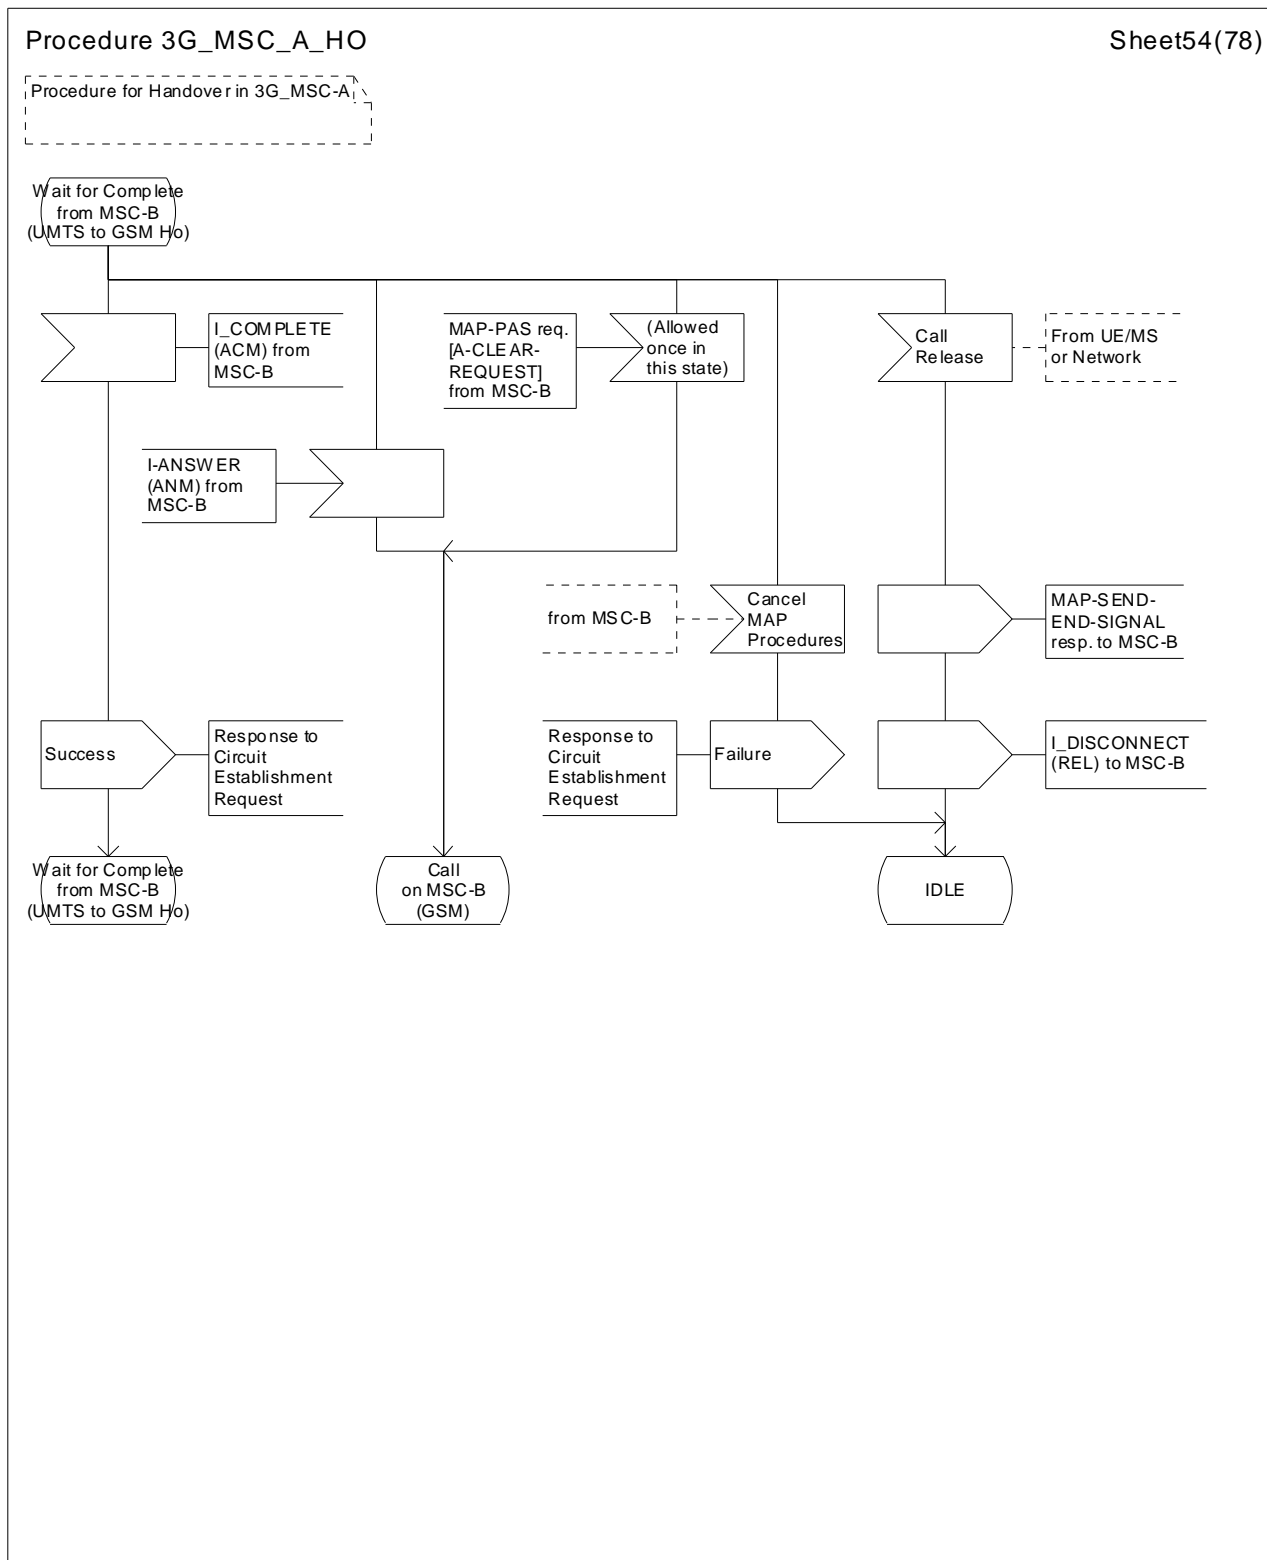 Procedure 3G_MSC_A_HO
Sheet54(78)
Procedure for Handover in 3G_MSC-A
Wait for Complete
from MSC-B
(UMTS to GSM Ho)
I_COMPLETE
(ACM) from
MSC-B
MAP-PAS req.
[A-CLEAR-
REQUEST]
from MSC-B
(Allowed
once in
this state)
Call
Release
From UE/MS
or Network
I-ANSWER
(ANM) from
MSC-B
from MSC-B
Cancel
MAP
Procedures
MAP-SEND-
END-SIGNAL
resp. to MSC-B
Success
Response to
Circuit
Establishment
Request
Response to
Circuit
Establishment
Request
Failure
I_DISCONNECT
(REL) to MSC-B
Wait for Complete
from MSC-B
(UMTS to GSM Ho)
Call
on MSC-B
(GSM)
IDLE